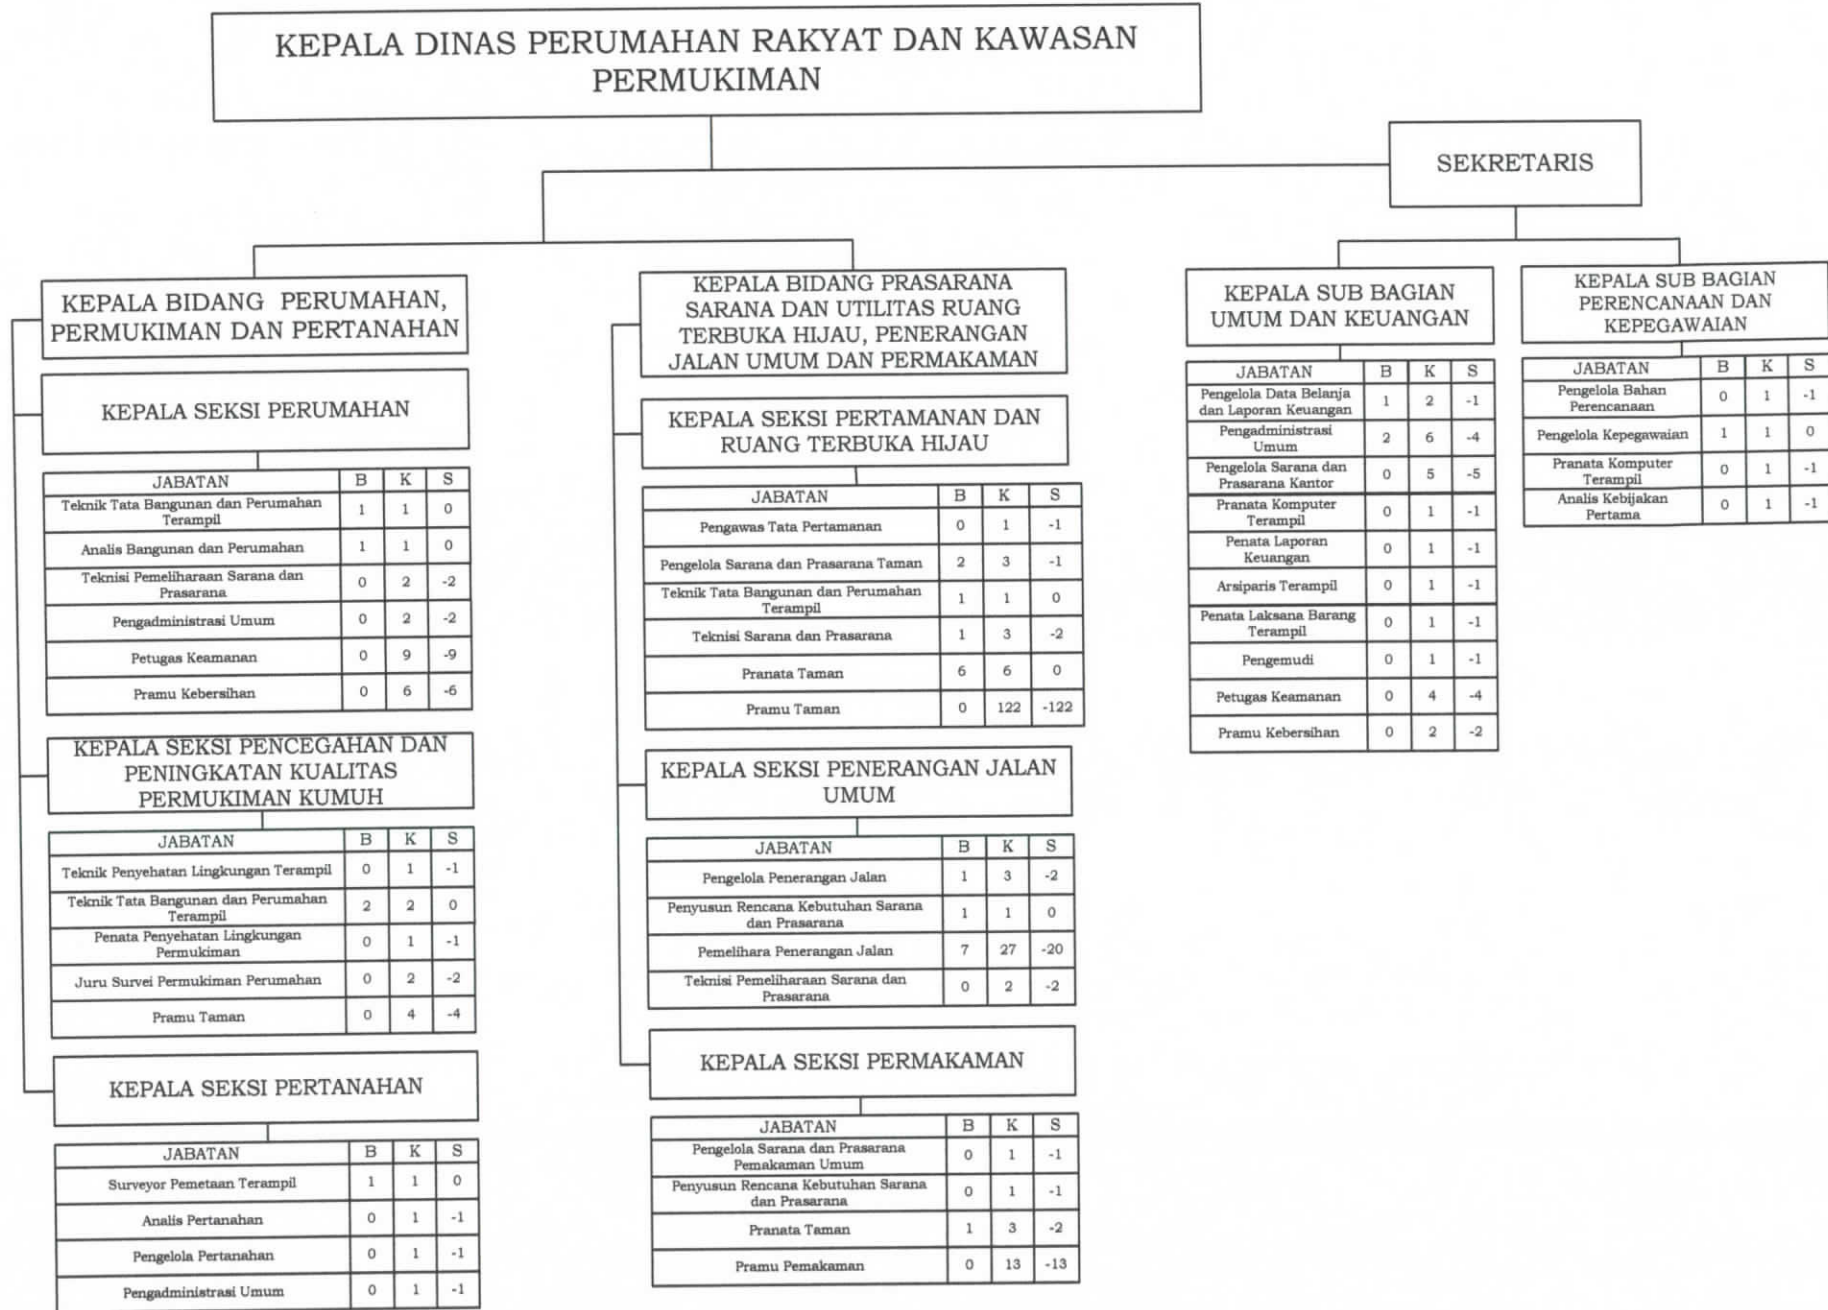 KEPALA DINAS PERUMAHAN RAKYAT DAN KAWASAN
PERMUKIMAN
SEKRETARIS
KEPALA BIDANG PERUMAHAN,
PERMUKIMAN DAN PERTANAHAN
KEPALA SEKSI PERUMAHAN
JABATAN B K S
Teknik Tata Bangunan dan Perumahan
Terampil 1 1 0
Analis Bangunan dan Perumahan 1 1 0
Teknisi Pemeliharaan Sarana dan
Prasarana 0 2 -2
Pengadministrasi Umum 0 2 -2
Petugas Keamanan 0 9 -9
Pramu Kebersihan 0 6 -6
KEPALA SEKSI PENCEGAHAN DAN
PENINGKATAN KUALITAS
PERMUKIMAN KUMUH
JABATAN B K S
Teknik Penyehatan Lingkungan Terampil 0 1 -1
Teknik Tata Bangunan dan Perumahan
Terampil 2 2 0
Penata Penyehatan Lingkungan
Permukiman 0 1 -1
Juru Survei Permukiman Perumahan 0 2 -2
Pramu Taman 0 4 -4
KEPALA SEKSI PERTANAHAN
JABATAN B K S
Surveyor Pemetaan Terampil 1 1 0
Analis Pertanahan 0 1 -1
Pengelola Pertanahan 0 1 -1
Pengadministrasi Umum 0 1 -1
KEPALA BIDANG PRASARANA
SARANA DAN UTILITAS RUANG
TERBUKA HIJAU, PENERANGAN
JALAN UMUM DAN PERMAKAMAN
KEPALA SEKSI PERTAMANAN DAN
RUANG TERBUKA HIJAU
JABATAN B K S
Pengawas Tata Pertamanan 0 1 -1
Pengelola Sarana dan Prasarana Taman 2 3 -1
Teknik Tata Bangunan dan Perumahan
Terampil 1 1 0
Teknisi Sarana dan Prasarana 1 3 -2
Pranata Taman 6 6 0
Pramu Taman 0 122 -122
KEPALA SEKSI PENERANGAN JALAN
UMUM
JABATAN B K S
Pengelola Penerangan Jalan 1 3 -2
Penyusun Rencana Kebutuhan Sarana
dan Prasarana 1 1 0
Pemelihara Penerangan Jalan 7 27 -20
Teknisi Pemeliharaan Sarana dan
Prasarana 0 2 -2
KEPALA SEKSI PERMAKAMAN
JABATAN B K S
Pengelola Sarana dan Prasarana
Pemakaman Umum 0 1 -1
Penyusun Rencana Kebutuhan Sarana
dan Prasarana 0 1 -1
Pranata Taman 1 3 -2
Pramu Pemakaman 0 13 -13
KEPALA SUB BAGIAN
UMUM DAN KEUANGAN
JABATAN B K S
Pengelola Data Belanja
dan Laporan Keuangan 1 2 -1
Pengadministrasi
Umum 2 6 -4
Pengelola Sarana dan
Prasarana Kantor 0 5 -5
Pranata Komputer
Terampil 0 1 -1
Penata Laporan
Keuangan 0 1 -1
Arsiparis Terampil 0 1 -1
Penata Laksana Barang
Terampil 0 1 -1
Pengemudi 0 1 -1
Petugas Keamanan 0 4 -4
Pramu Kebersihan 0 2 -2
KEPALA SUB BAGIAN
PERENCANAAN DAN
KEPEGAWAIAN
JABATAN B K S
Pengelola Bahan
Perencanaan 0 1 -1
Pengelola Kepegawaian 1 1 0
Pranata Komputer
Terampil 0 1 -1
Analis Kebijakan
Pertama 0 1 -1